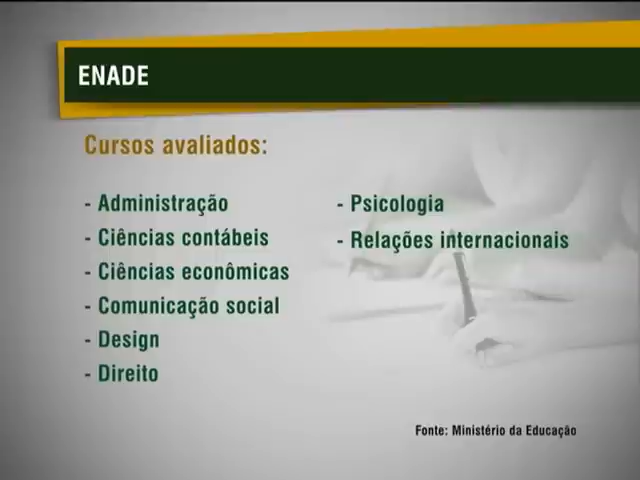 ENADE
Cursos avaliados:
- Administração
- Ciências contábeis
- Ciências econômicas
- Comunicação social
- Design
- Direito
- Psicologia
- Relações internacionais
Fonte: Ministério da Educação